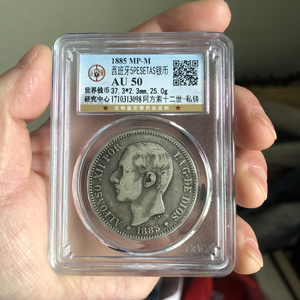 1885 MP-M
西班牙5PESETAS银币
AU 50
世界钱币 37.3*2.3mm,25.0g
研究中心 1710313098 阿方索十二世-私铸
ALFONSO XII POR LA G. DE DIOS
1885